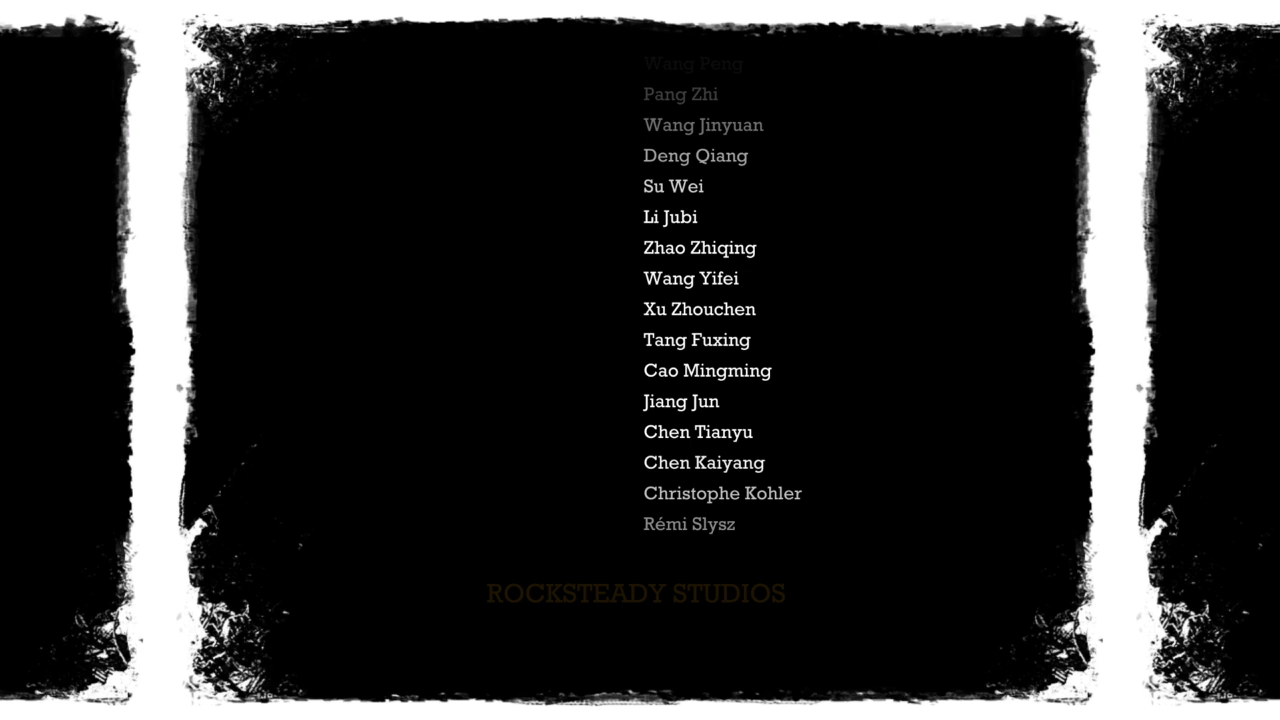 Wang Peng
Pang Zhi
Wang Jinyuan
Deng Qiang
Su Wei
Li Jubi
Zhao Zhiqing
Wang Yifei
Xu Zhouchen
Tang Fuxing
Cao Mingming
Jiang Jun
Chen Tianyu
Chen Kaiyang
Christophe Kohler
Rémi Slysz
ROCKSTEADY STUDIOS